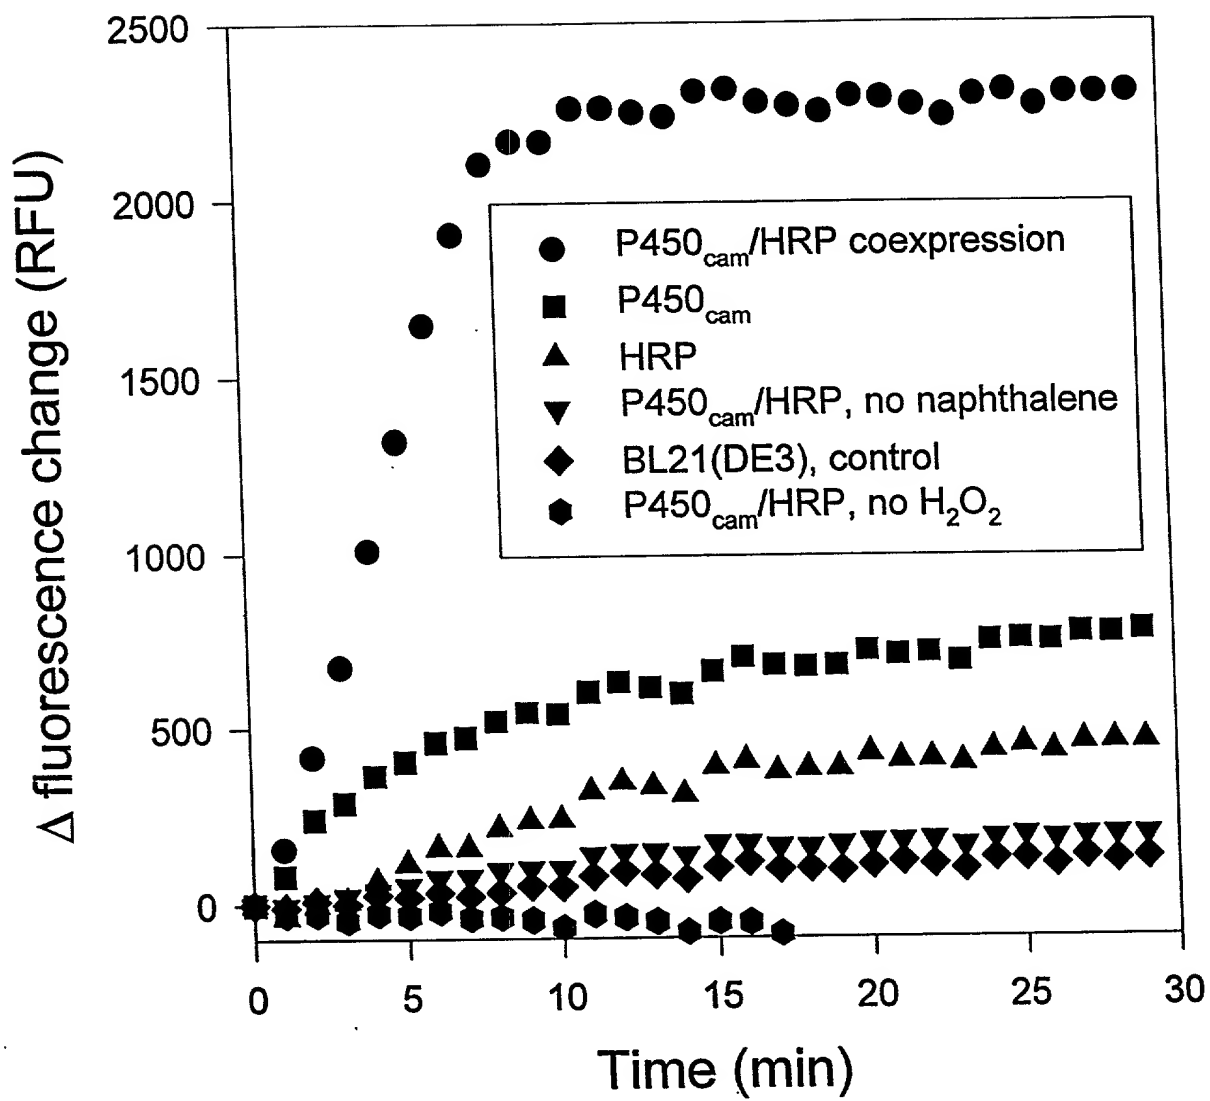 Δ fluorescence change (RFU)
2500
2000
1500
1000
500
0
P450cam/HRP coexpression
P450cam
HRP
P450cam/HRP, no naphthalene
BL21(DE3), control
P450cam/HRP, no H2O2
0 5 10 15 20 25 30
Time (min)